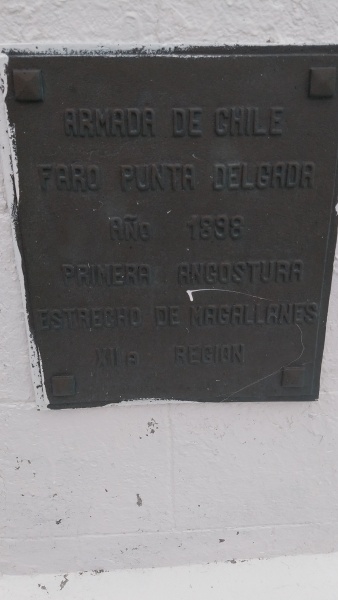 ARMADA DE CHILE
FARO PUNTA DELGADA
AÑO 1898
PRIMERA ANGOSTURA
ESTRECHO DE MAGALLANES
XIIª REGION